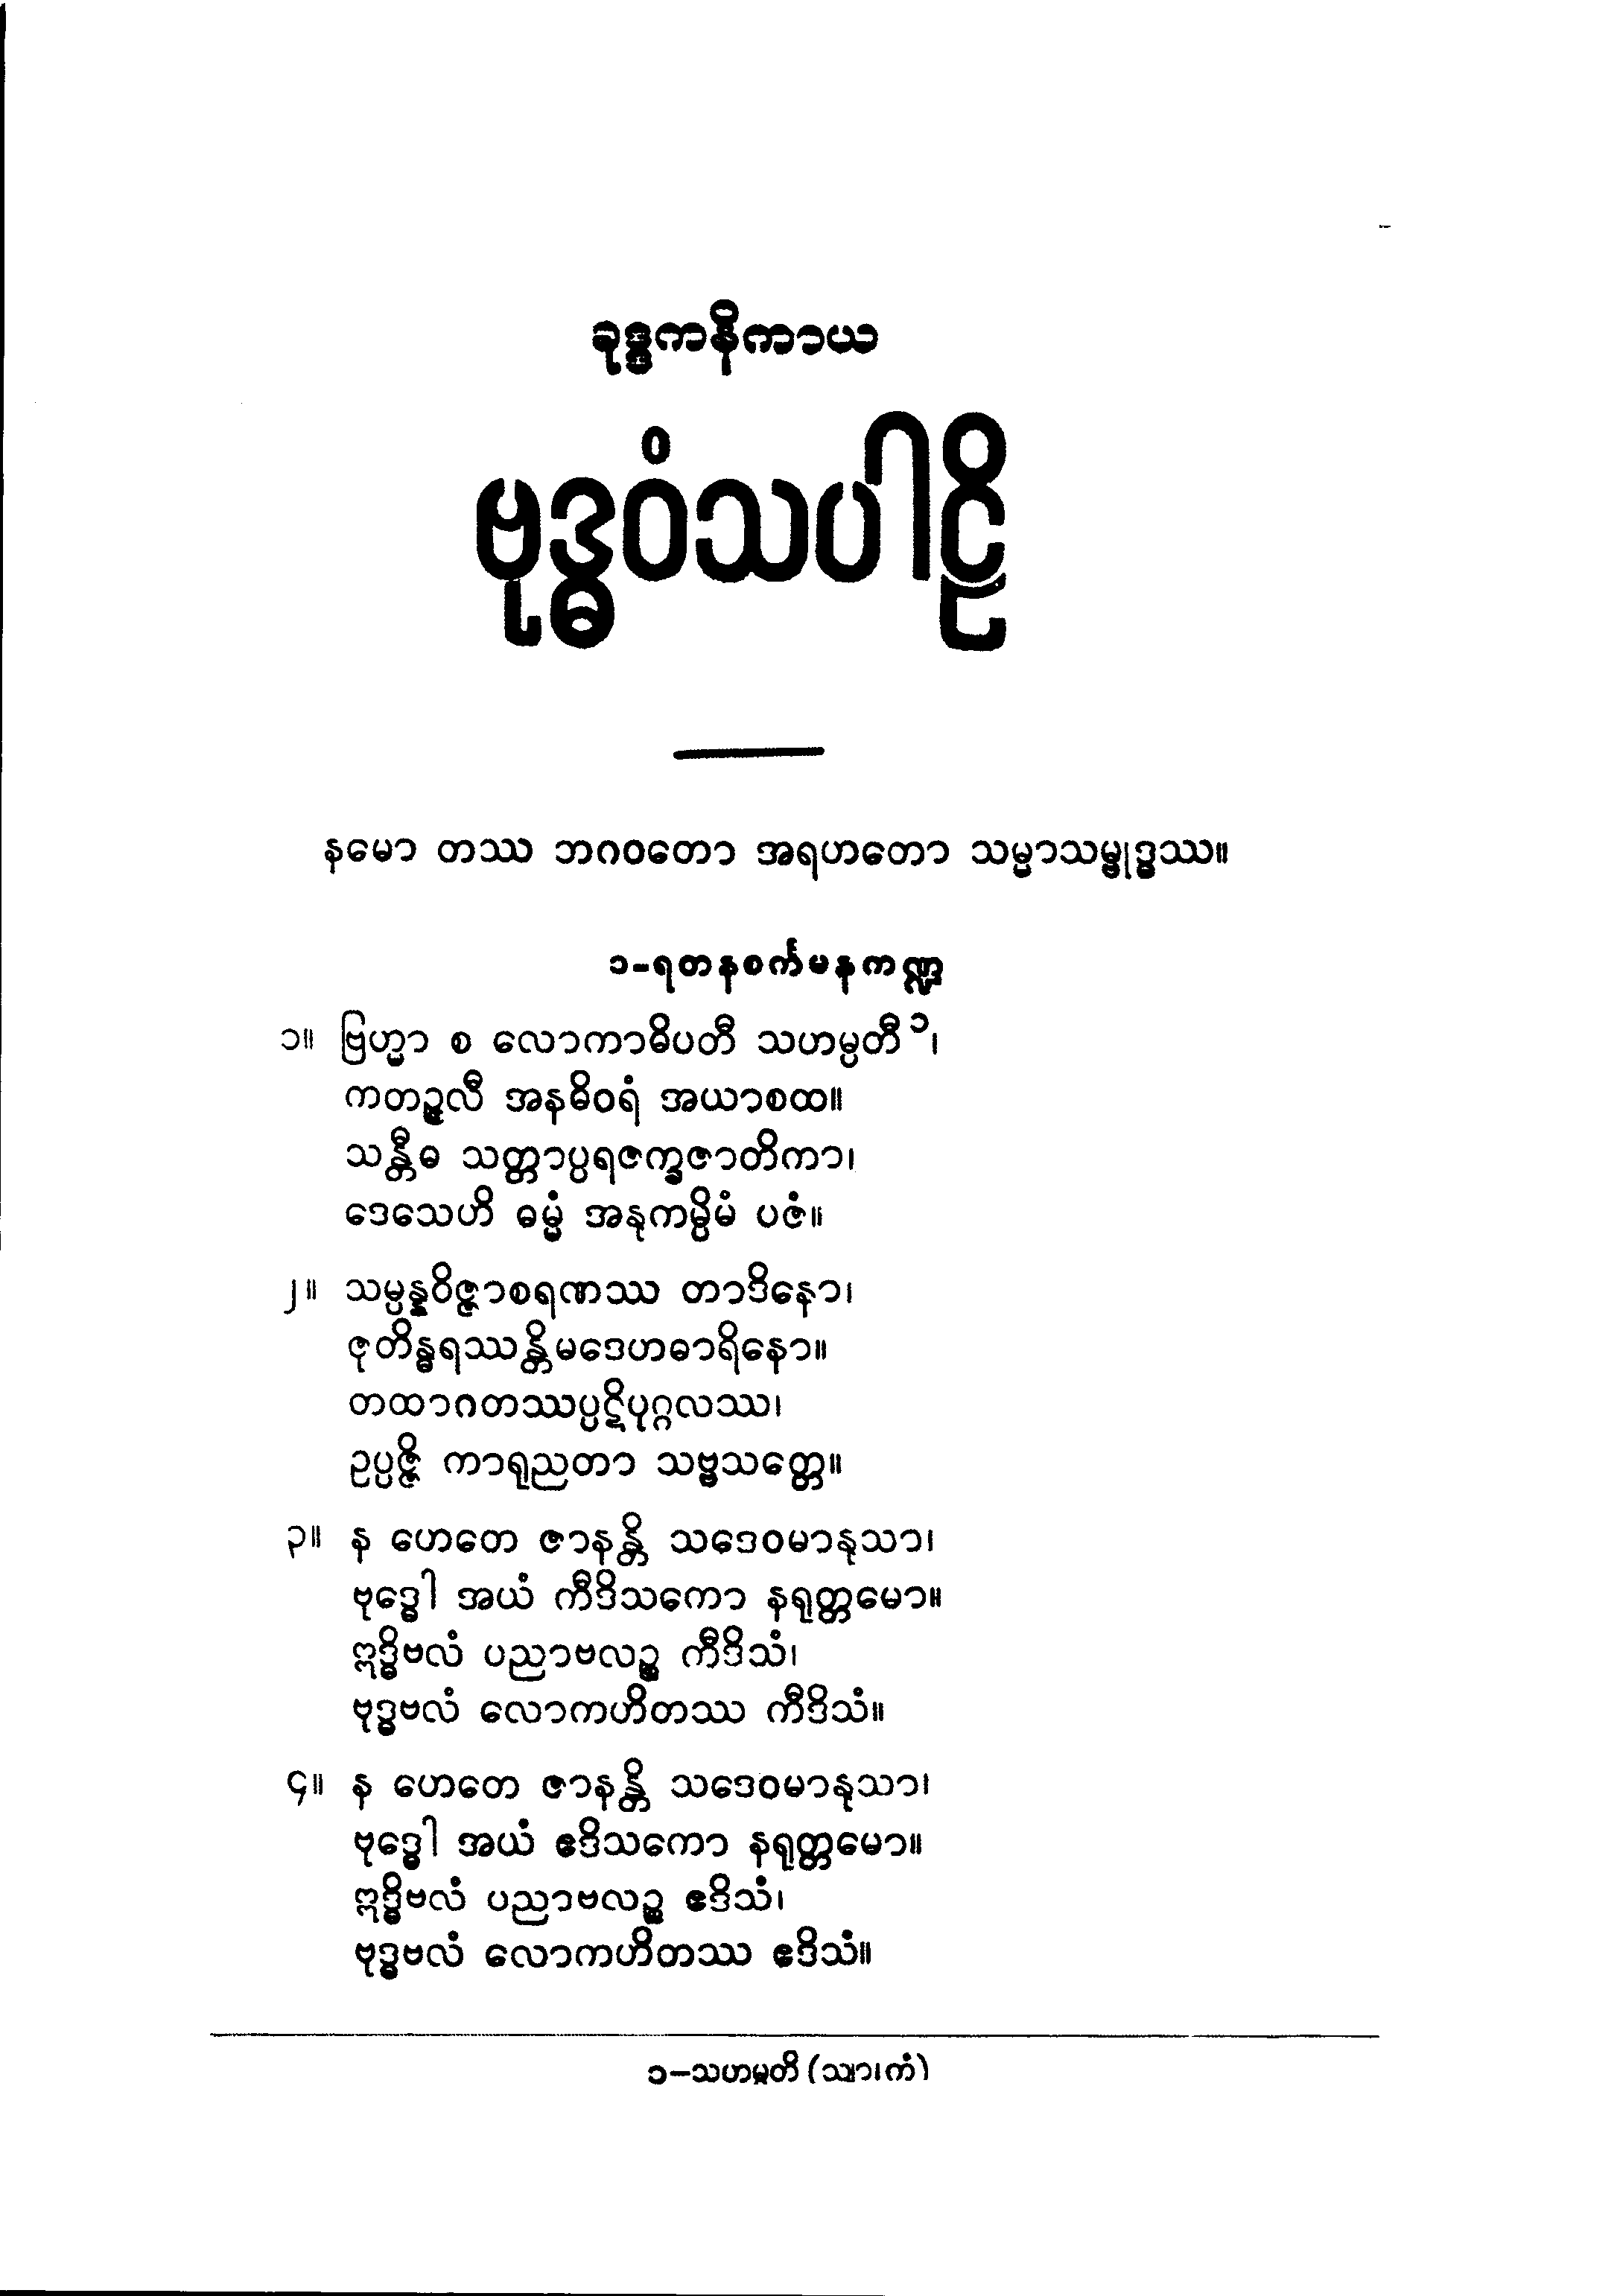 ခုဒ္ဒကနိကာယ
ဗုဒ္ဓဝံသပါဠိ
နမော တဿ ဘဂဝတော အရဟတော သမ္မာသမ္ဗုဒ္ဓဿ။
၁-ရတနစင်္ကမနကဏ္ဍ
၁။ ဗြဟ္မာ စ လောကာဓိပတီ သဟမ္ပတီ ၁၊
ကတဉ္ဇလီ အနဓိဝရံ အယာစထ။
သန္တီဓ သတ္တာပ္ပရဇက္ခဇာတိကာ၊
ဒေသေဟိ ဓမ္မံ အနုကမ္ပိမံ ပဇံ။
၂။ သမ္ပန္နဝိဇ္ဇာစရဏဿ တာဒိနော၊
ဇုတိန္ဓရဿန္တိမဒေဟဓာရိနော။
တထာဂတဿပ္ပဋိပုဂ္ဂလဿ၊
ဥပ္ပဇ္ဇိ ကာရုညတာ သဗ္ဗသတ္တေ။
၃။ န ဟေတေ ဇာနန္တိ သဒေဝမာနုသာ၊
ဗုဒ္ဓေါ အယံ ကီဒိသကော နရုတ္တမော။
ဣဒ္ဓိဗလံ ပညာဗလဉ္စ ကီဒိသံ၊
ဗုဒ္ဓဗလံ လောကဟိတဿ ကီဒိသံ။
၄။ န ဟေတေ ဇာနန္တိ သဒေဝမာနုသာ၊
ဗုဒ္ဓေါ အယံ ဧဒိသကော နရုတ္တမော။
ဣဒ္ဓိဗလံ ပညာဗလဉ္စ ဧဒိသံ၊
ဗုဒ္ဓဗလံ လောကဟိတဿ ဧဒိသံ။
၁–သဟမ္ပတိ (သျာ၊ကံ)